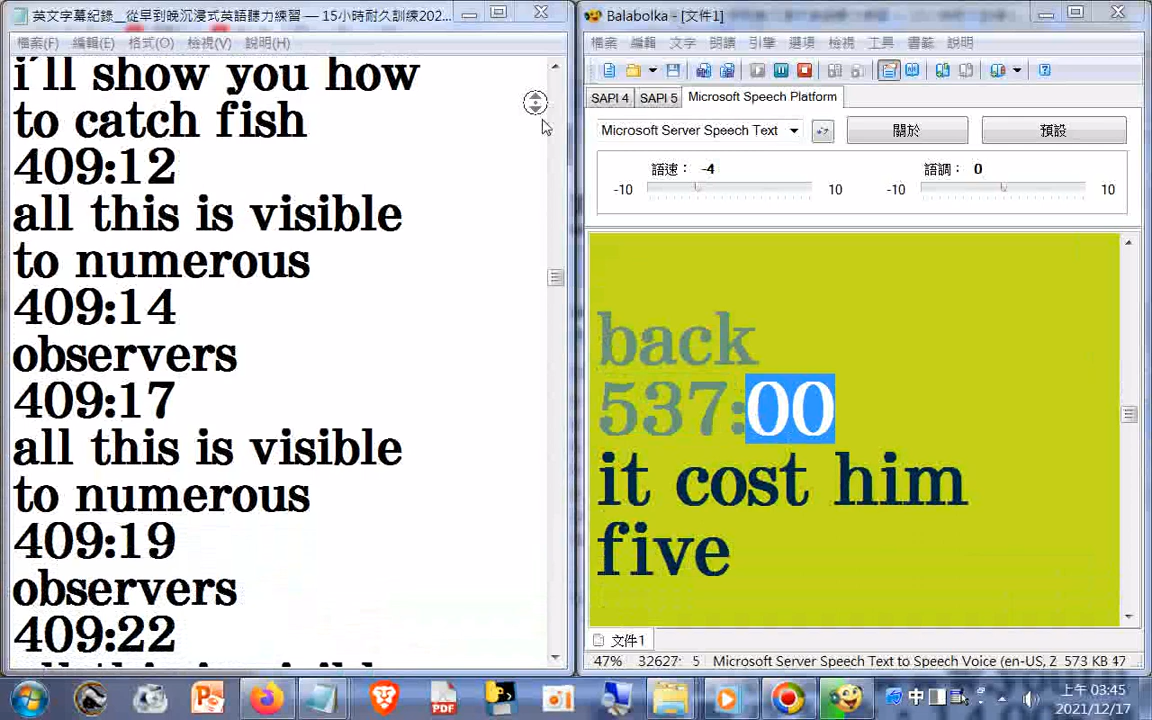 英文字幕紀錄__從早到晚沉浸式英語聽力練習 — 15小時耐久訓練202...
檔案(F) 編輯(E) 格式(O) 檢視(V) 說明(H)
i'll show you how
to catch fish
409:12
all this is visible
to numerous
409:14
observers
409:17
all this is visible
to numerous
409:19
observers
409:22
all this is visible
Balabolka - [文件1]
檔案 編輯 文字 朗讀 引擎 選項 檢視 工具 書籤 說明
SAPI 4 SAPI 5 Microsoft Speech Platform
Microsoft Server Speech Text 關於 預設
語速: -4 語調: 0
-10 10 -10 10
back
537:00
it cost him
five
文件1
47% 32627: 5 Microsoft Server Speech Text to Speech Voice (en-US, Z 573 KB 47
中 上午 03:45
2021/12/17